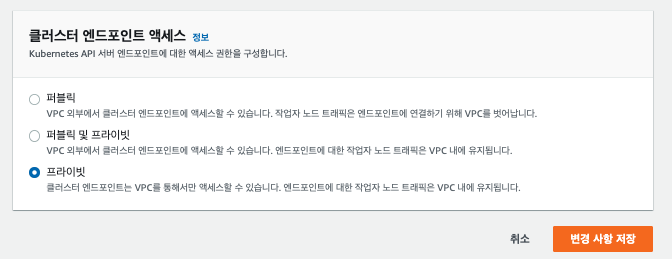 클러스터 엔드포인트 액세스 정보
Kubernetes API 서버 엔드포인트에 대한 액세스 권한을 구성합니다.
퍼블릭
VPC 외부에서 클러스터 엔드포인트에 액세스할 수 있습니다. 작업자 노드 트래픽은 엔드포인트에 연결하기 위해 VPC를 벗어납니다.
퍼블릭 및 프라이빗
VPC 외부에서 클러스터 엔드포인트에 액세스할 수 있습니다. 엔드포인트에 대한 작업자 노드 트래픽은 VPC 내에 유지됩니다.
프라이빗
클러스터 엔드포인트는 VPC를 통해서만 액세스할 수 있습니다. 엔드포인트에 대한 작업자 노드 트래픽은 VPC 내에 유지됩니다.
취소 변경 사항 저장